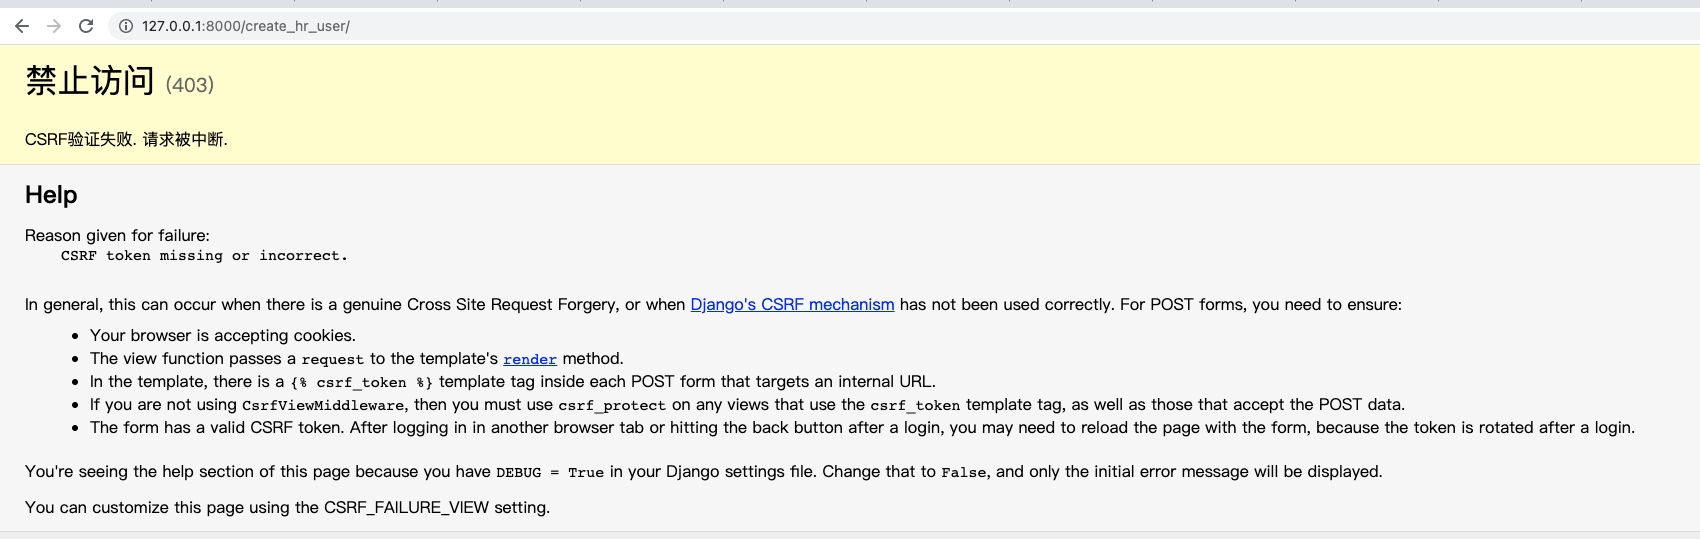 127.0.0.1:8000/create_hr_user/
禁止访问 (403)
CSRF验证失败. 请求被中断.
Help
Reason given for failure:
CSRF token missing or incorrect.
In general, this can occur when there is a genuine Cross Site Request Forgery, or when Django's CSRF mechanism has not been used correctly. For POST forms, you need to ensure:
• Your browser is accepting cookies.
• The view function passes a request to the template's render method.
• In the template, there is a {% csrf_token %} template tag inside each POST form that targets an internal URL.
• If you are not using CsrfViewMiddleware, then you must use csrf_protect on any views that use the csrf_token template tag, as well as those that accept the POST data.
• The form has a valid CSRF token. After logging in in another browser tab or hitting the back button after a login, you may need to reload the page with the form, because the token is rotated after a login.
You're seeing the help section of this page because you have DEBUG = True in your Django settings file. Change that to False, and only the initial error message will be displayed.
You can customize this page using the CSRF_FAILURE_VIEW setting.